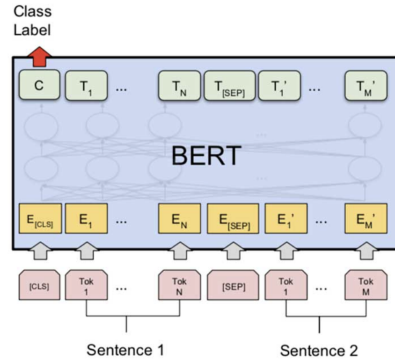 Class
Label
C T1 ... TN T[SEP] T1' ... TM'
...
...
BERT
E[CLS] E1 ... EN E[SEP] E1' ... EM'
[CLS] Tok 1 ... Tok N [SEP] Tok 1 ... Tok M
Sentence 1 Sentence 2